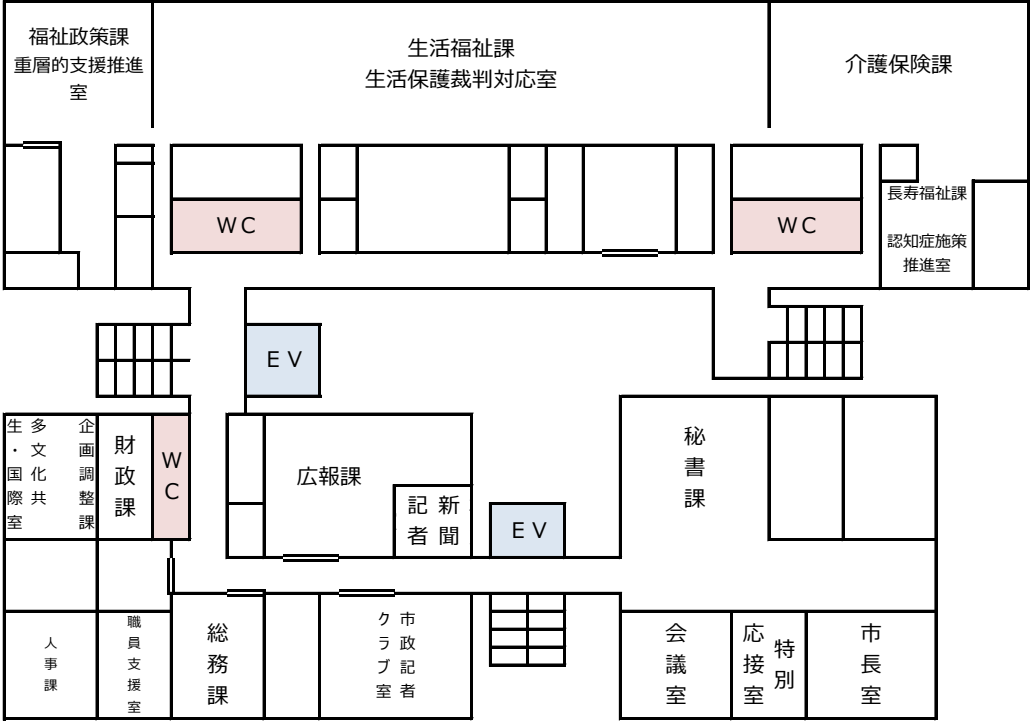 福祉政策課
重層的支援推進
室
生活福祉課
生活保護裁判対応室
介護保険課
ＷＣ
ＷＣ
長寿福祉課
認知症施策
推進室
ＥＶ
企画調整課
多文化共
生・国際室
財政課
ＷＣ
広報課
新聞
記者
ＥＶ
秘書課
人事課
職員支援室
総務課
市政記者
クラブ室
会議室
特別
応接室
市長室